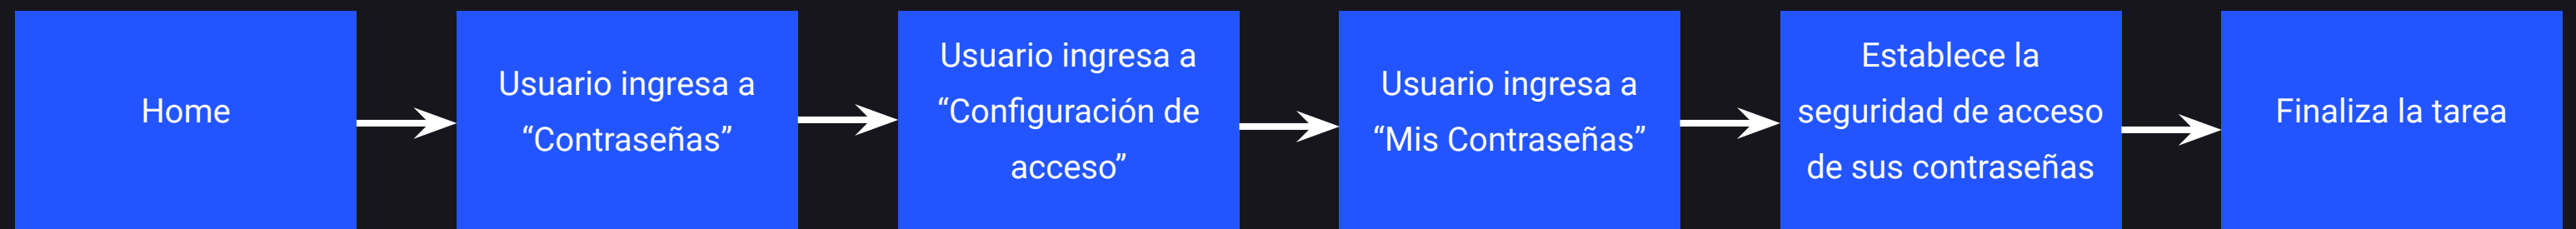 Home
Usuario ingresa a
“Contraseñas”
Usuario ingresa a
“Configuración de
acceso”
Usuario ingresa a
“Mis Contraseñas”
Establece la
seguridad de acceso
de sus contraseñas
Finaliza la tarea